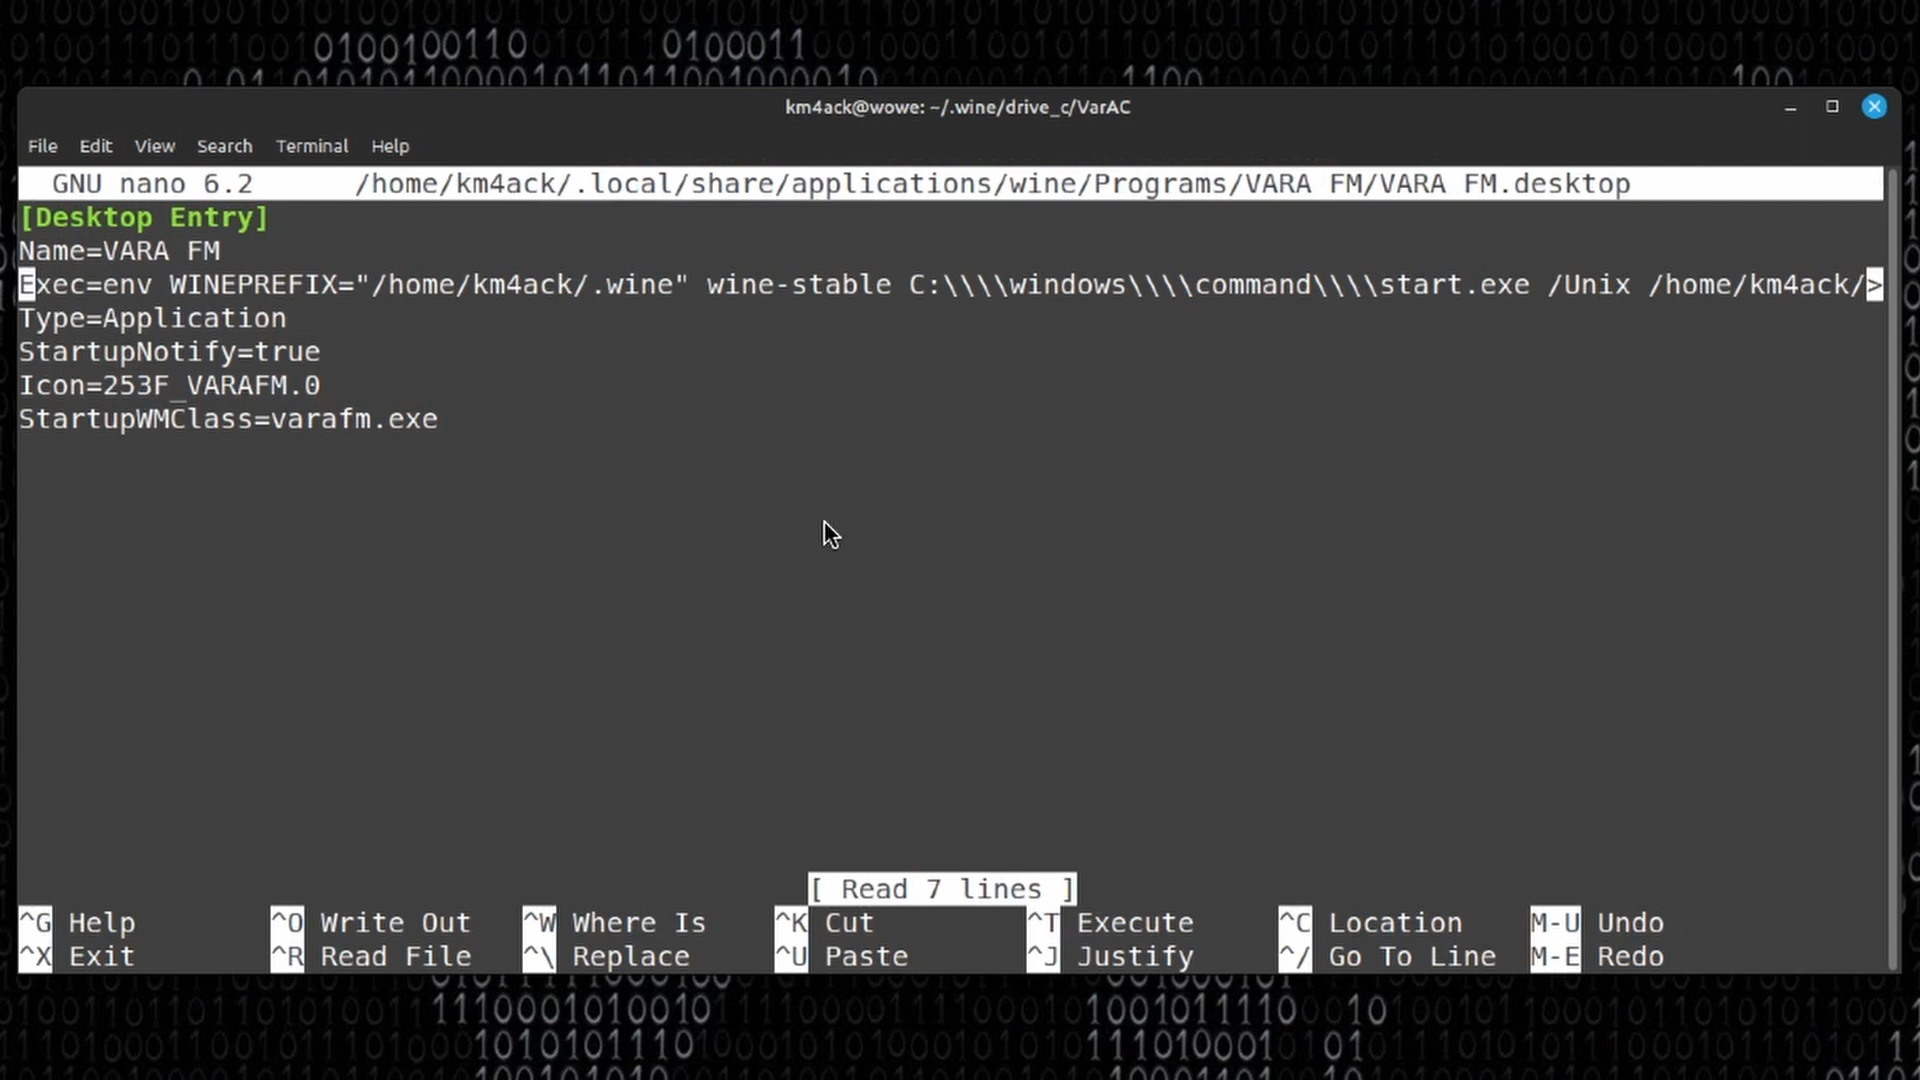 0100100110
0100011
km4ack@wowe: ~/.wine/drive_c/VarAC
File Edit View Search Terminal Help
GNU nano 6.2 /home/km4ack/.local/share/applications/wine/Programs/VARA FM/VARA FM.desktop
[Desktop Entry]
Name=VARA FM
Exec=env WINEPREFIX="/home/km4ack/.wine" wine-stable C:\\\\windows\\\\command\\\\start.exe /Unix /home/km4ack/>
Type=Application
StartupNotify=true
Icon=253F_VARAFM.0
StartupWMClass=varafm.exe
[ Read 7 lines ]
^G Help ^O Write Out ^W Where Is ^K Cut ^T Execute ^C Location M-U Undo
^X Exit ^R Read File ^\ Replace ^U Paste ^J Justify ^/ Go To Line M-E Redo